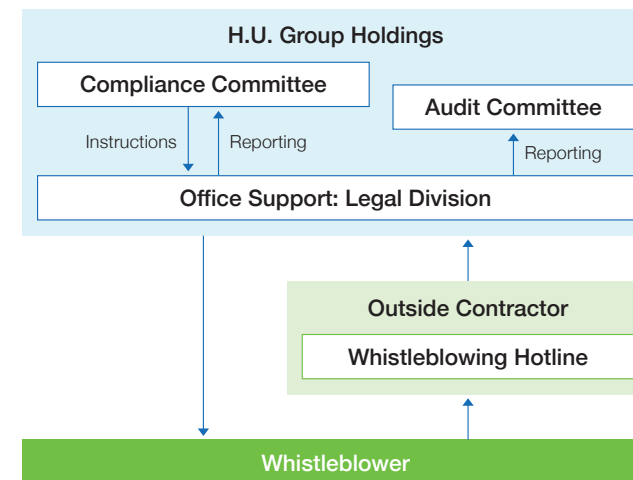 H.U. Group Holdings
Compliance Committee
Audit Committee
Instructions
Reporting
Reporting
Office Support: Legal Division
Outside Contractor
Whistleblowing Hotline
Whistleblower